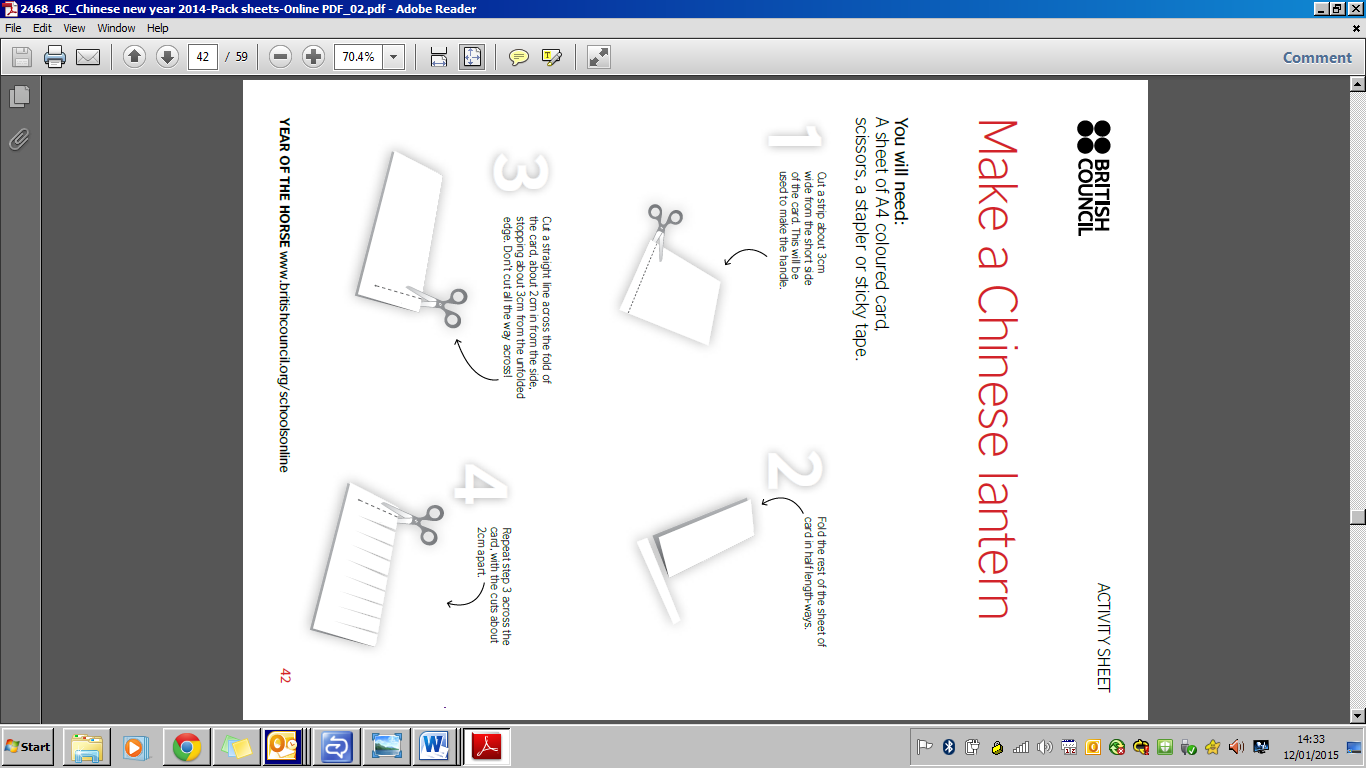 2468_BC_Chinese new year 2014-Pack sheets-Online PDF_02.pdf - Adobe Reader
File Edit View Window Help
42 / 59
70.4%
Comment
BRITISH
COUNCIL
ACTIVITY SHEET
Make a Chinese lantern
You will need:
A sheet of A4 coloured card,
scissors, a stapler or sticky tape.
1
Cut a strip about 3cm
wide from the short side
of the card. This will be
used to make the handle.
2
Fold the rest of the sheet of
card in half length-ways.
3
Cut a straight line across the fold of
the card, about 2cm in from the side,
stopping about 3cm from the unfolded
edge. Don't cut all the way across!
4
Repeat step 3 across the
card, with the cuts about
2cm apart.
YEAR OF THE HORSE www.britishcouncil.org/schoolsonline
42
Start
14:33
12/01/2015